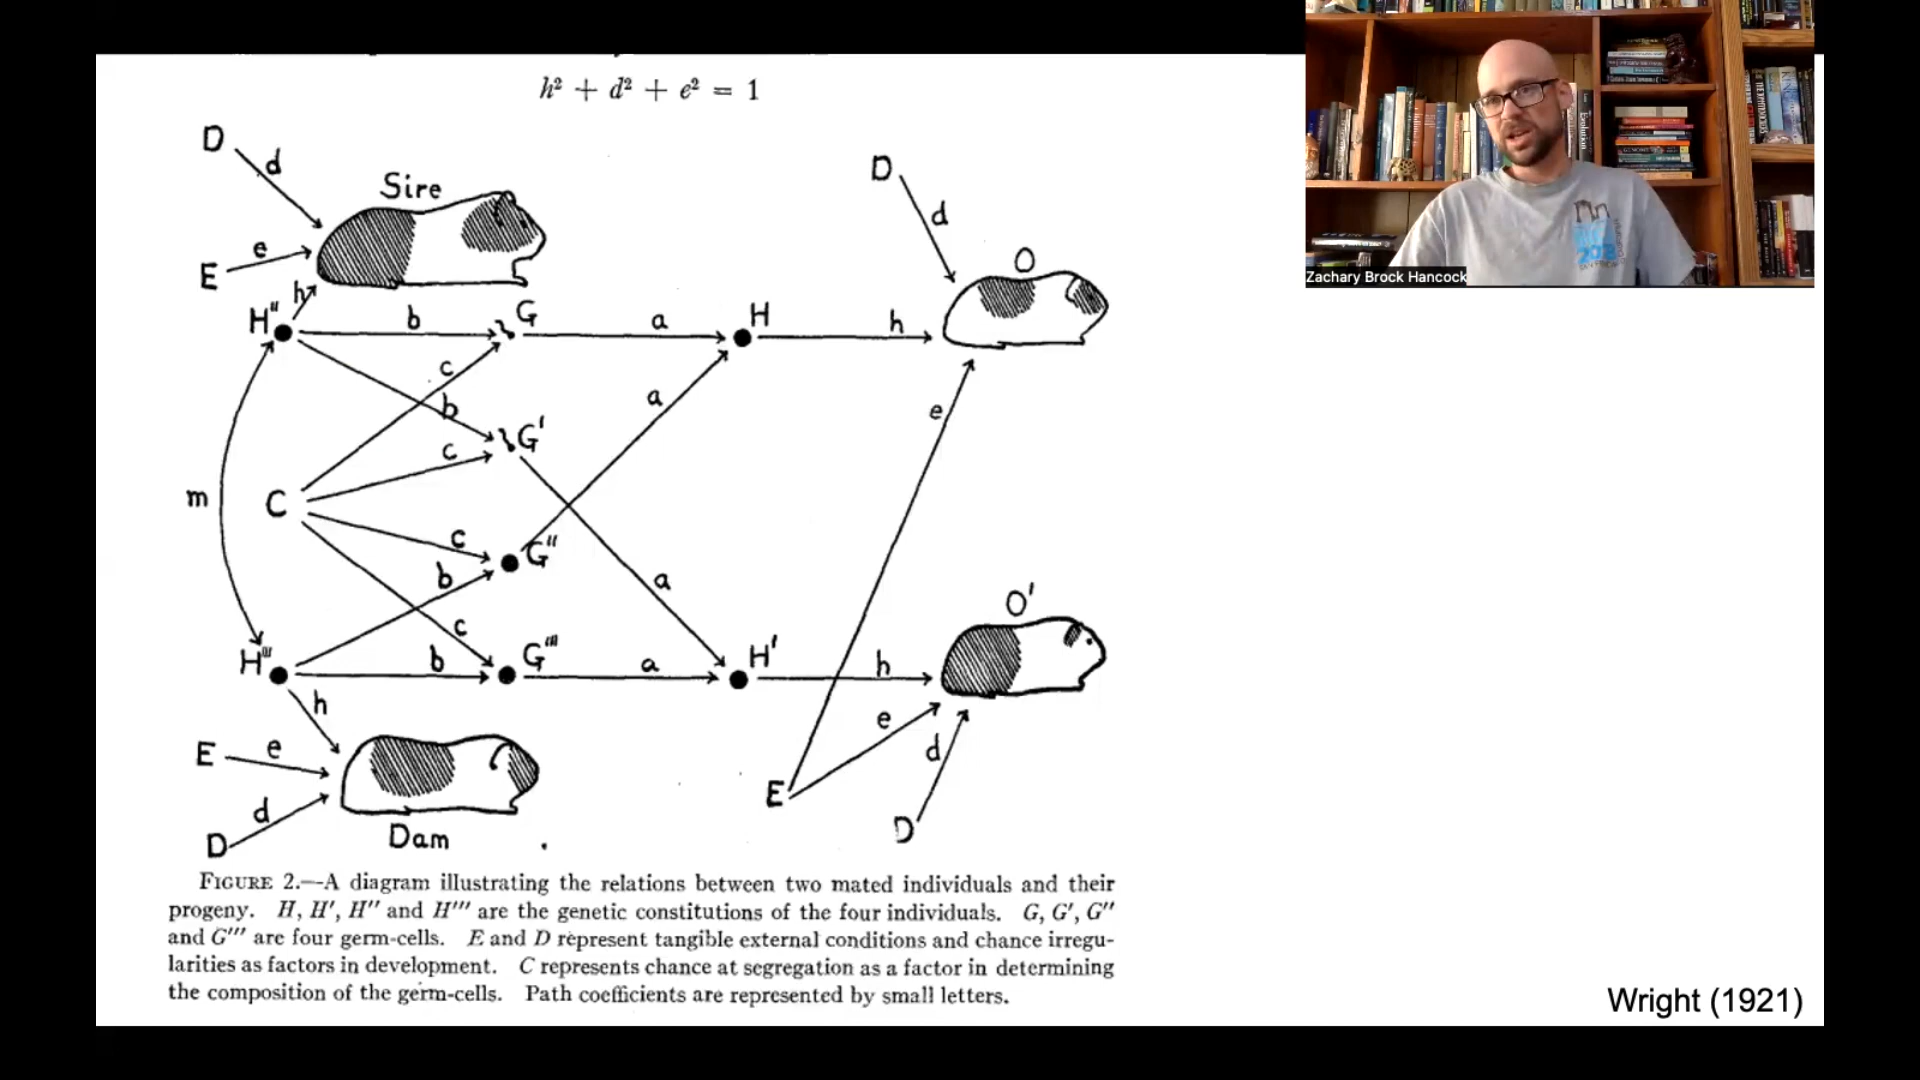 h² + d² + e² = 1
D
d
Sire
E
e
h
H″
b
G
a
H
h
D
d
O
c
b
G′
c
a
e
m
C
c
G″
b
a
c
H‴
b
G‴
a
H′
h
O′
h
e
d
E
E
e
d
D
Dam
D
FIGURE 2.—A diagram illustrating the relations between two mated individuals and their
progeny. H, H′, H″ and H‴ are the genetic constitutions of the four individuals. G, G′, G″
and G‴ are four germ-cells. E and D represent tangible external conditions and chance irregu-
larities as factors in development. C represents chance at segregation as a factor in determining
the composition of the germ-cells. Path coefficients are represented by small letters.
Wright (1921)
Zachary Brock Hancock
Evolution
2013